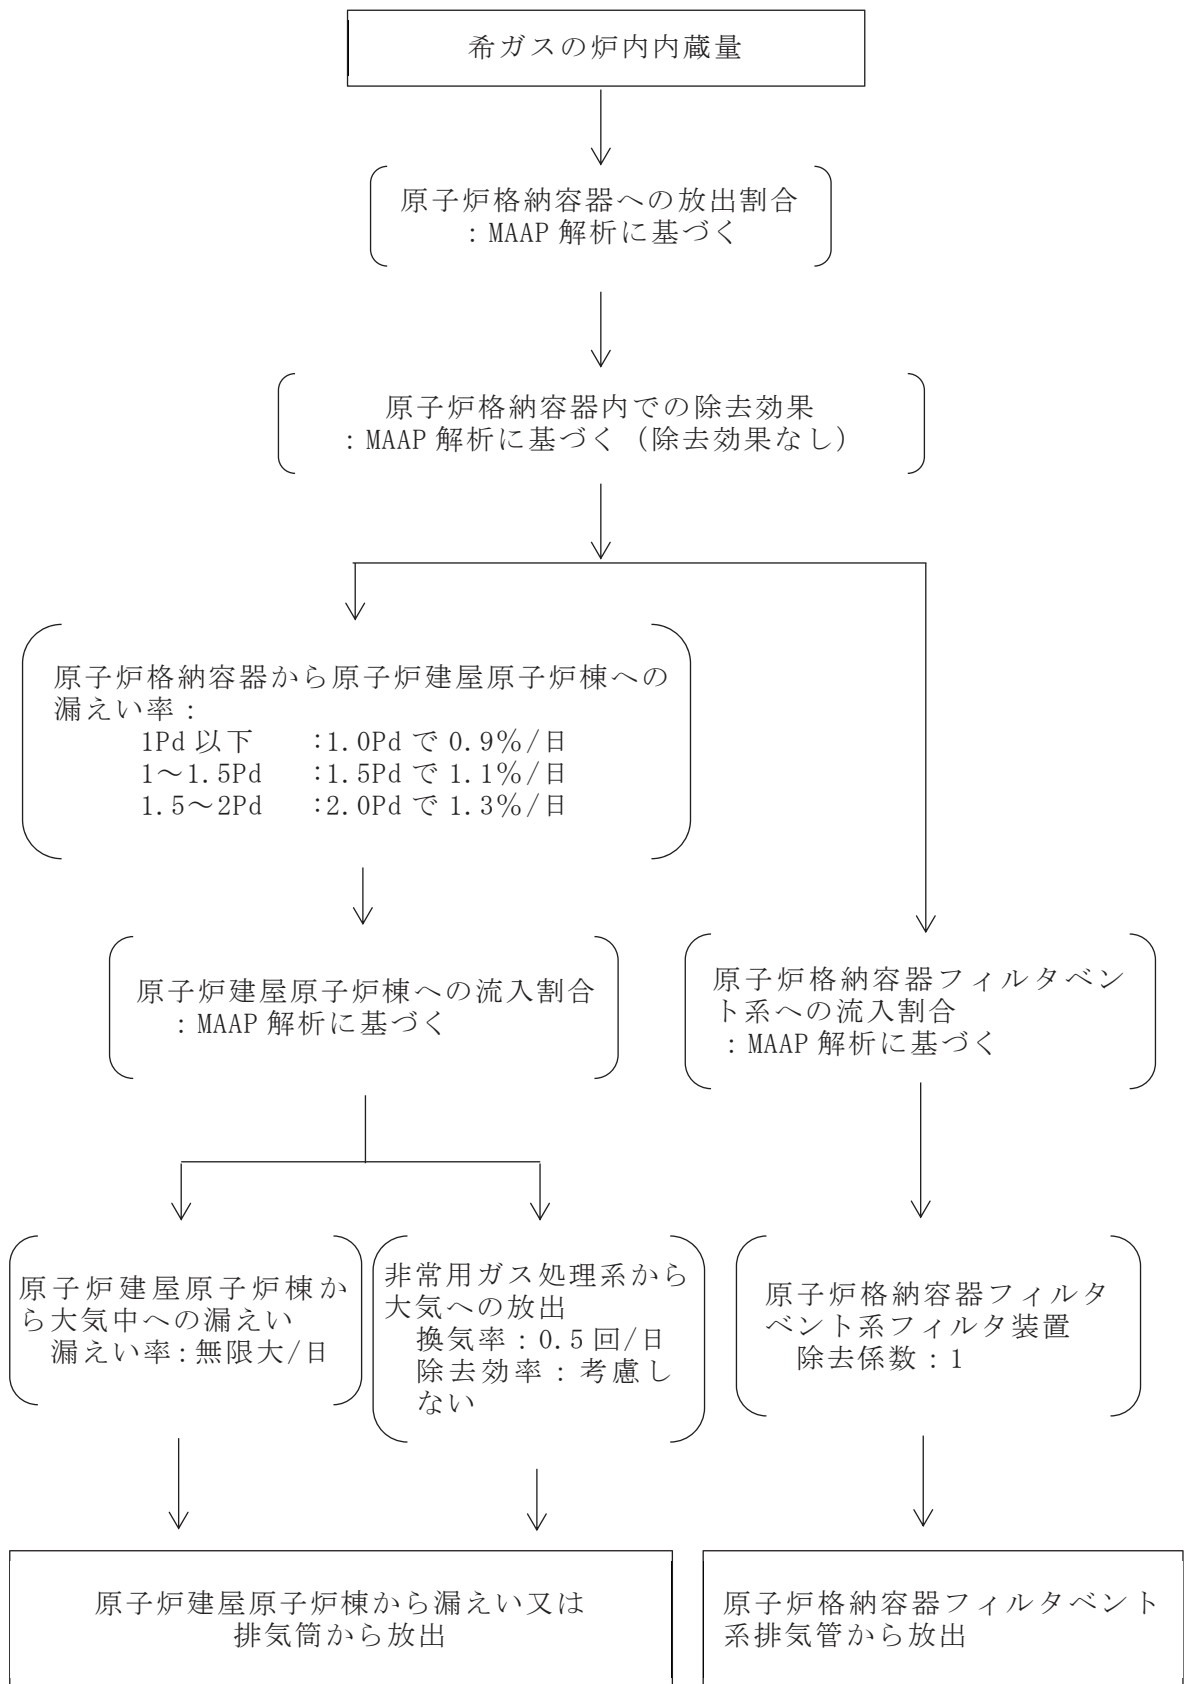 希ガスの炉内内蔵量
原子炉格納容器への放出割合
：MAAP 解析に基づく
原子炉格納容器内での除去効果
：MAAP 解析に基づく（除去効果なし）
原子炉格納容器から原子炉建屋原子炉棟への
漏えい率：
1Pd 以下　：1.0Pd で 0.9％/日
1～1.5Pd　：1.5Pd で 1.1％/日
1.5～2Pd　：2.0Pd で 1.3％/日
原子炉建屋原子炉棟への流入割合
：MAAP 解析に基づく
原子炉格納容器フィルタベン
ト系への流入割合
：MAAP 解析に基づく
原子炉建屋原子炉棟か
ら大気中への漏えい
漏えい率：無限大/日
非常用ガス処理系から
大気への放出
換気率：0.5 回/日
除去効率：考慮し
ない
原子炉格納容器フィルタ
ベント系フィルタ装置
除去係数：1
原子炉建屋原子炉棟から漏えい又は
排気筒から放出
原子炉格納容器フィルタベント
系排気管から放出